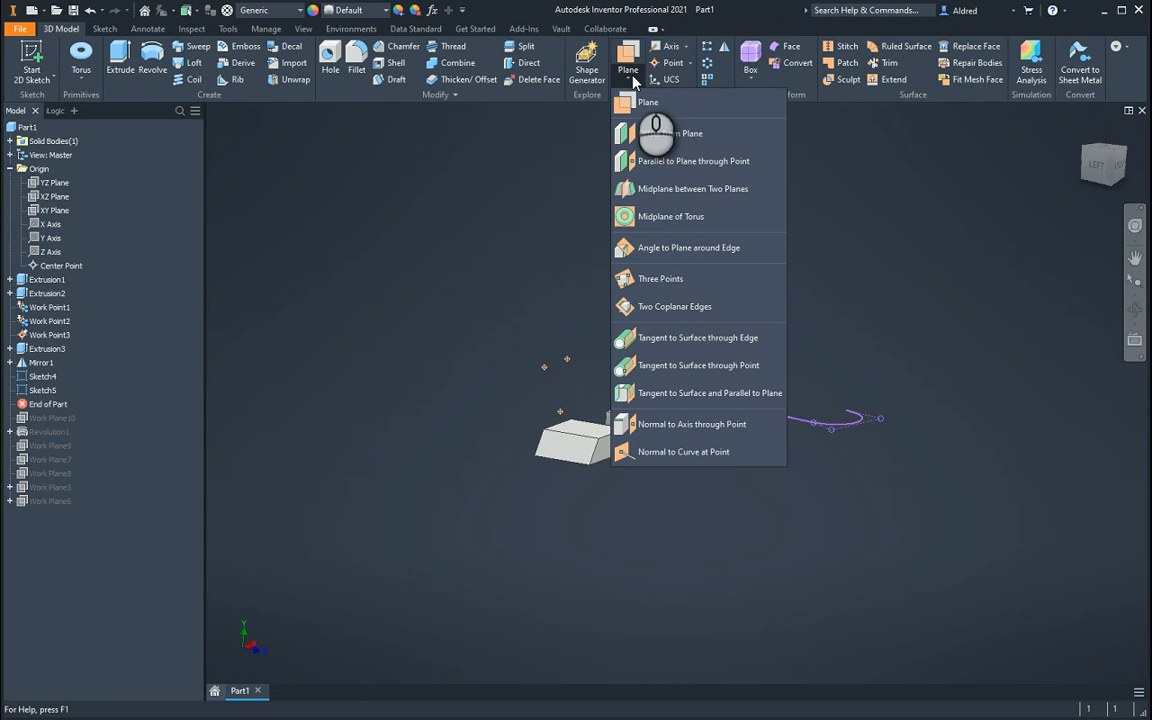 File
Generic
Default
fx
Autodesk Inventor Professional 2021 Part1
Search Help & Commands...
Aldred
3D Model Sketch Annotate Inspect Tools Manage View Environments Data Standard Get Started Add-Ins Vault Collaborate
Start
2D Sketch
Sketch
Torus
Primitives
Extrude
Revolve
Sweep
Loft
Coil
Emboss
Derive
Rib
Decal
Import
Unwrap
Create
Hole
Fillet
Chamfer
Shell
Draft
Thread
Combine
Thicken/ Offset
Split
Direct
Delete Face
Modify
Shape
Generator
Explore
Plane
Axis
Point
UCS
Box
Face
Convert
Stitch
Patch
Sculpt
Ruled Surface
Trim
Extend
Replace Face
Repair Bodies
Fit Mesh Face
Surface
Stress
Analysis
Simulation
Convert to
Sheet Metal
Convert
Model
Part1
Solid Bodies(1)
View: Master
Origin
YZ Plane
XZ Plane
XY Plane
X Axis
Y Axis
Z Axis
Center Point
Extrusion1
Extrusion2
Work Point1
Work Point2
Work Point3
Extrusion3
Mirror1
Sketch4
Sketch5
End of Part
Work Plane10
Revolution1
Work Plane9
Work Plane7
Work Plane8
Work Plane5
Work Plane6
Plane
Plane
Parallel to Plane through Point
Midplane between Two Planes
Midplane of Torus
Angle to Plane around Edge
Three Points
Two Coplanar Edges
Tangent to Surface through Edge
Tangent to Surface through Point
Tangent to Surface and Parallel to Plane
Normal to Axis through Point
Normal to Curve at Point
LEFT
Y
Part1
For Help, press F1
1 1